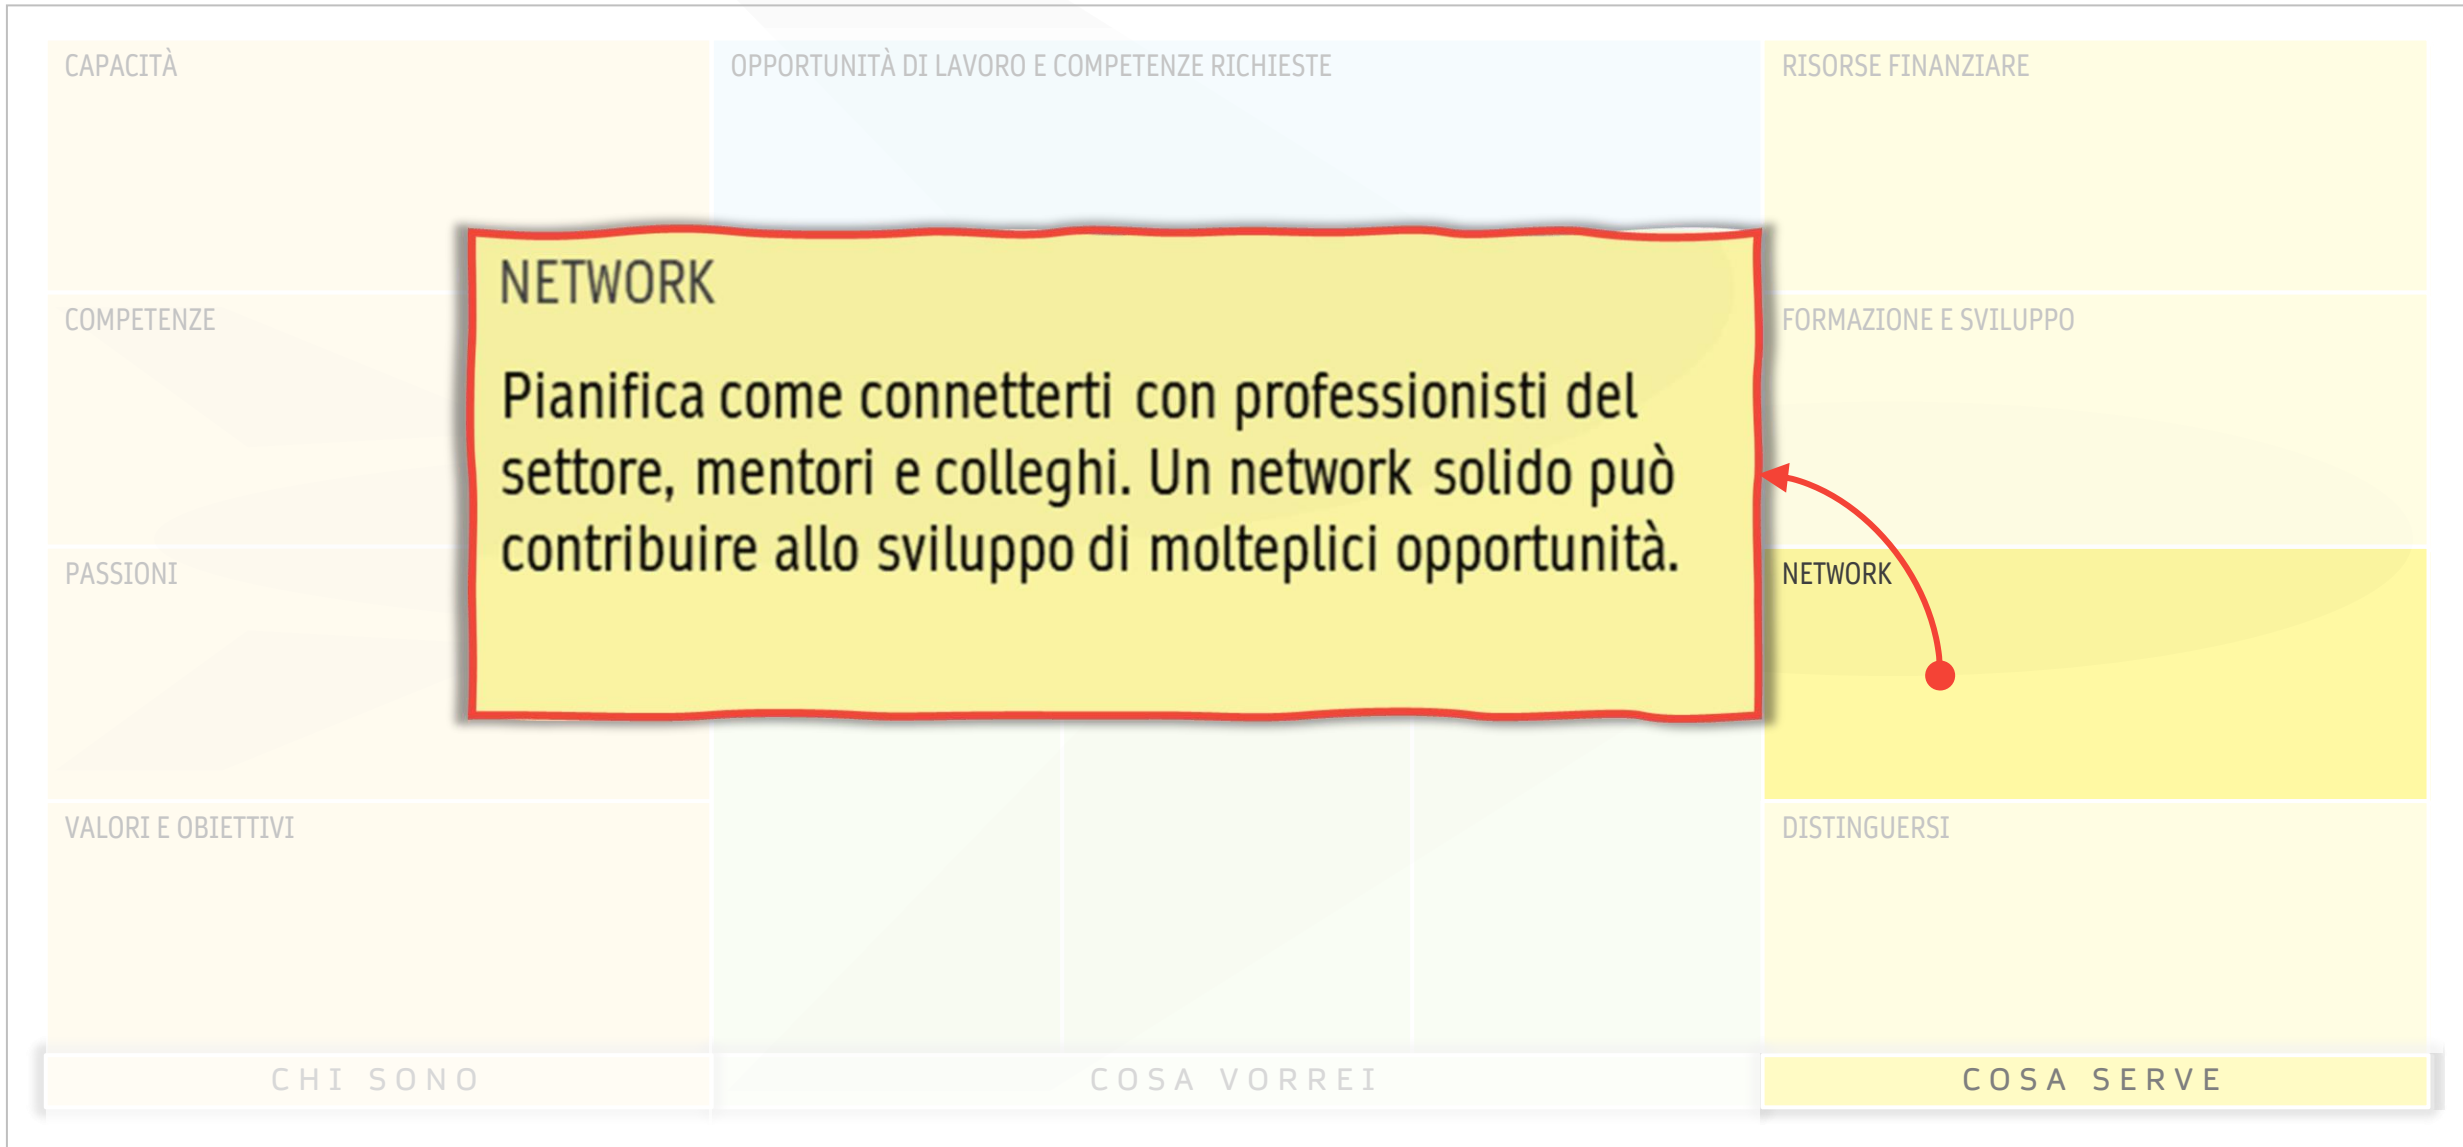 CAPACITÀ
OPPORTUNITÀ DI LAVORO E COMPETENZE RICHIESTE
RISORSE FINANZIARE
COMPETENZE
FORMAZIONE E SVILUPPO
NETWORK
Pianifica come connetterti con professionisti del
settore, mentori e colleghi. Un network solido può
contribuire allo sviluppo di molteplici opportunità.
PASSIONI
NETWORK
VALORI E OBIETTIVI
DISTINGUERSI
CHI SONO
COSA VORREI
COSA SERVE